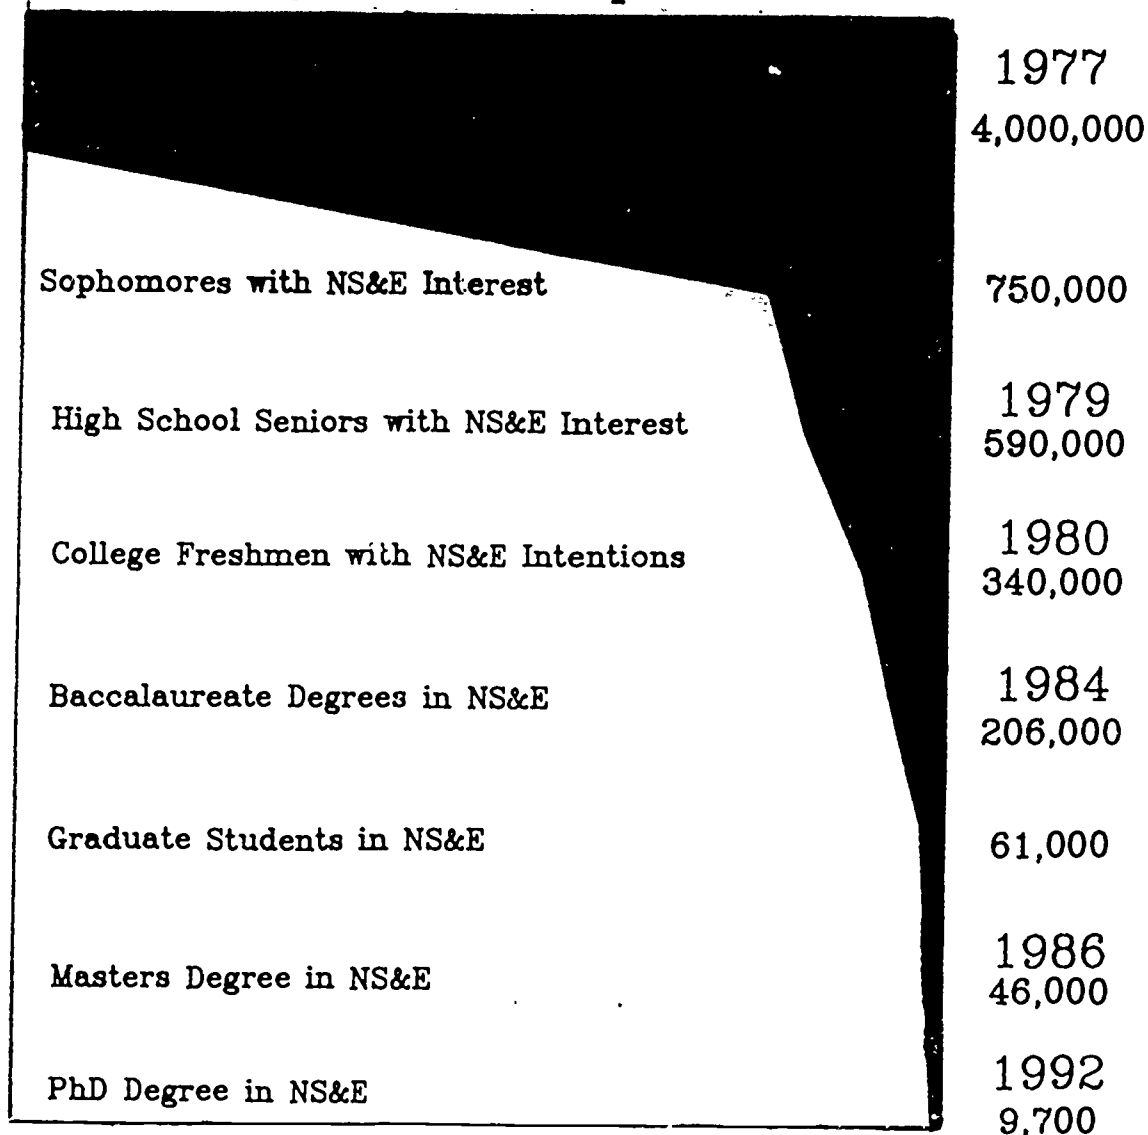 1977
4,000,000
Sophomores with NS&E Interest 750,000
1979
High School Seniors with NS&E Interest 590,000
1980
College Freshmen with NS&E Intentions 340,000
1984
Baccalaureate Degrees in NS&E 206,000
Graduate Students in NS&E 61,000
1986
Masters Degree in NS&E 46,000
1992
PhD Degree in NS&E 9,700